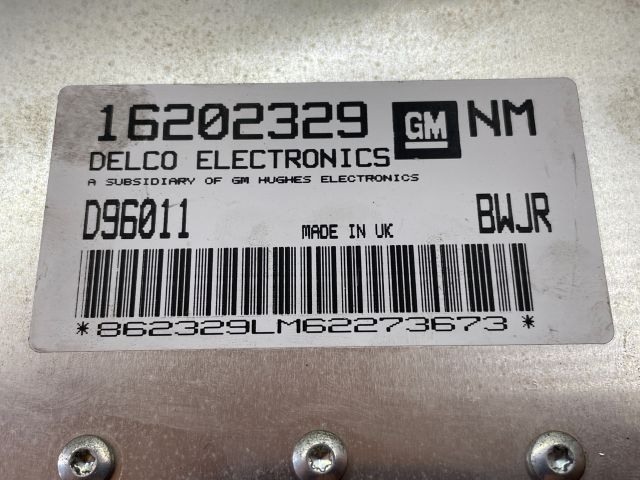 16202329 GM NM
DELCO ELECTRONICS
A SUBSIDIARY OF GM HUGHES ELECTRONICS
D96011 MADE IN UK BWJR
*862329LM62273673*